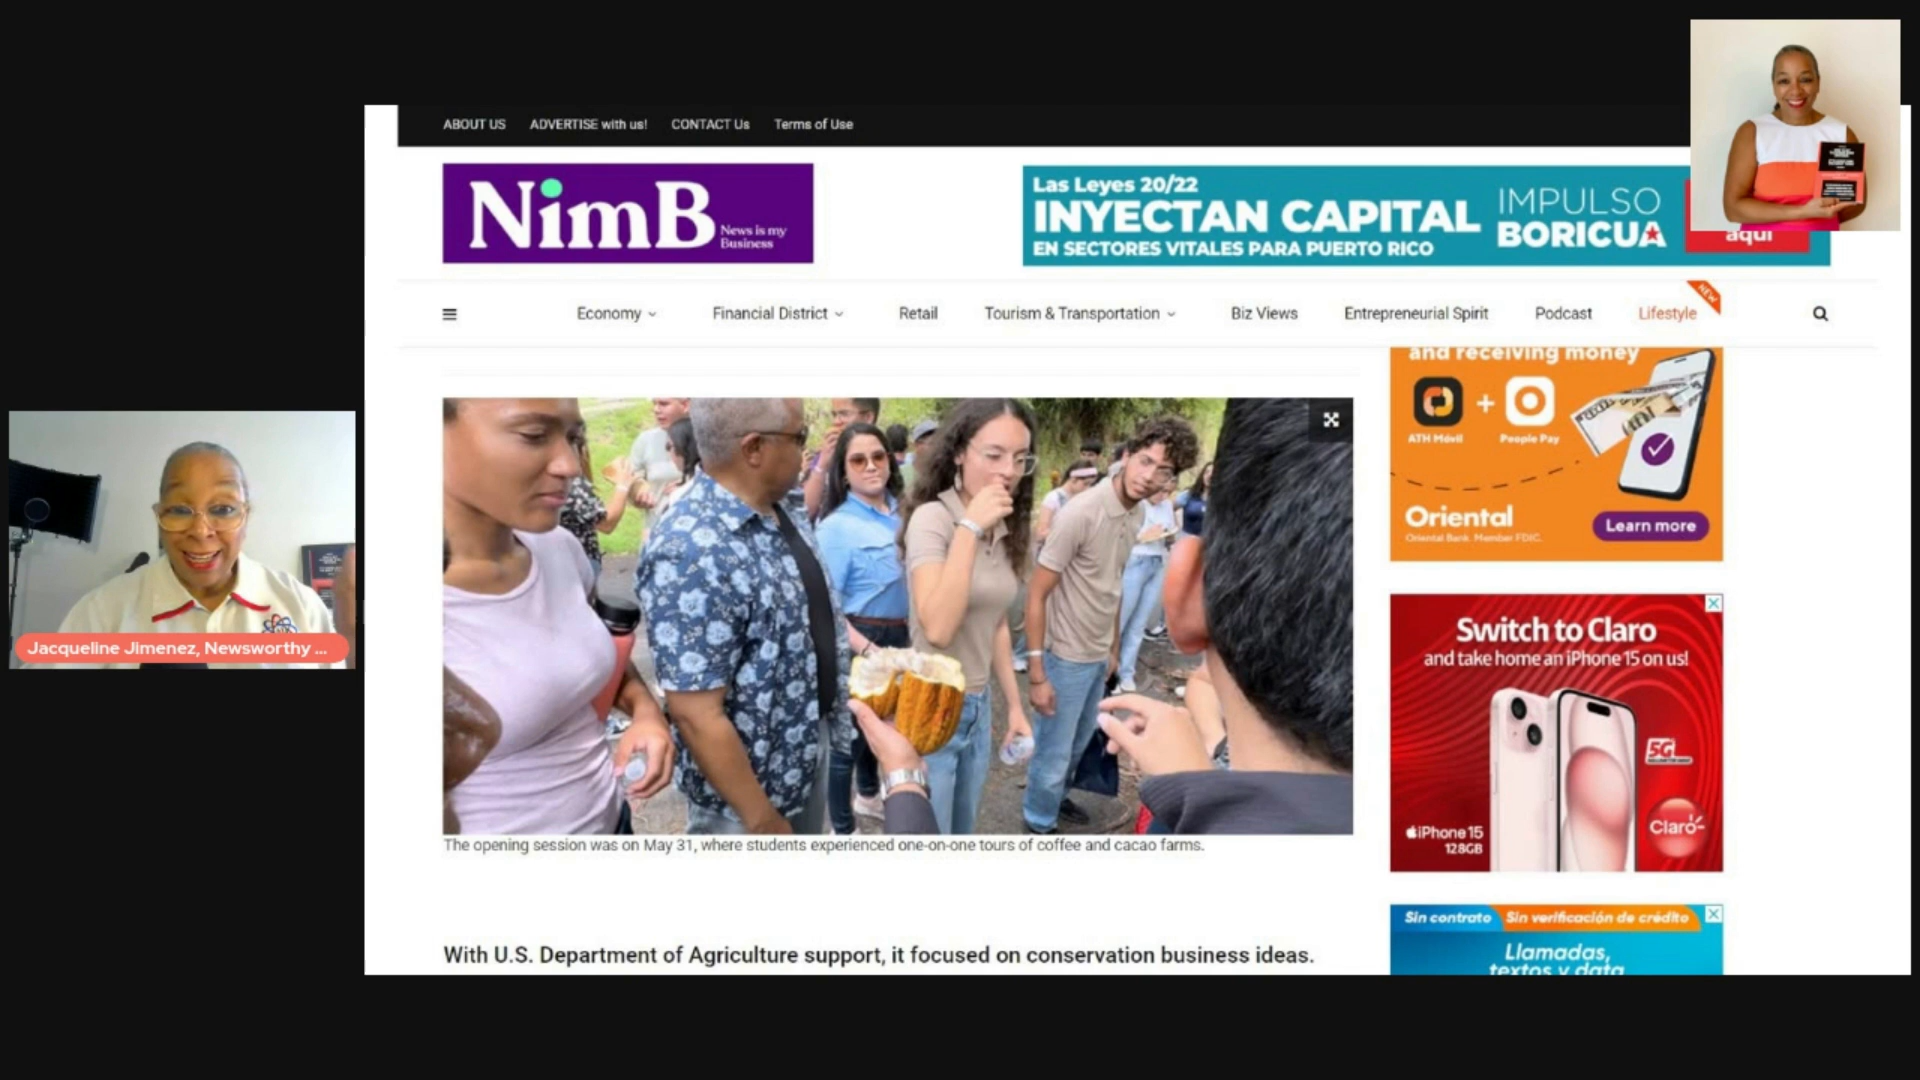 ABOUT US ADVERTISE with us! CONTACT Us Terms of Use
NimB
News is my
Business
Las Leyes 20/22
INYECTAN CAPITAL
EN SECTORES VITALES PARA PUERTO RICO
IMPULSO
BORICUA
aquí
Economy Financial District Retail Tourism & Transportation Biz Views Entrepreneurial Spirit Podcast Lifestyle
NEW
and receiving money
+
ATH Móvil People Pay
Oriental
Oriental Bank. Member FDIC.
Learn more
Jacqueline Jimenez, Newsworthy ...
Switch to Claro
and take home an iPhone 15 on us!
5G
iPhone 15
128GB
Claro
The opening session was on May 31, where students experienced one-on-one tours of coffee and cacao farms.
With U.S. Department of Agriculture support, it focused on conservation business ideas.
Sin contrato Sin verificación de crédito
Llamadas,
textos y data